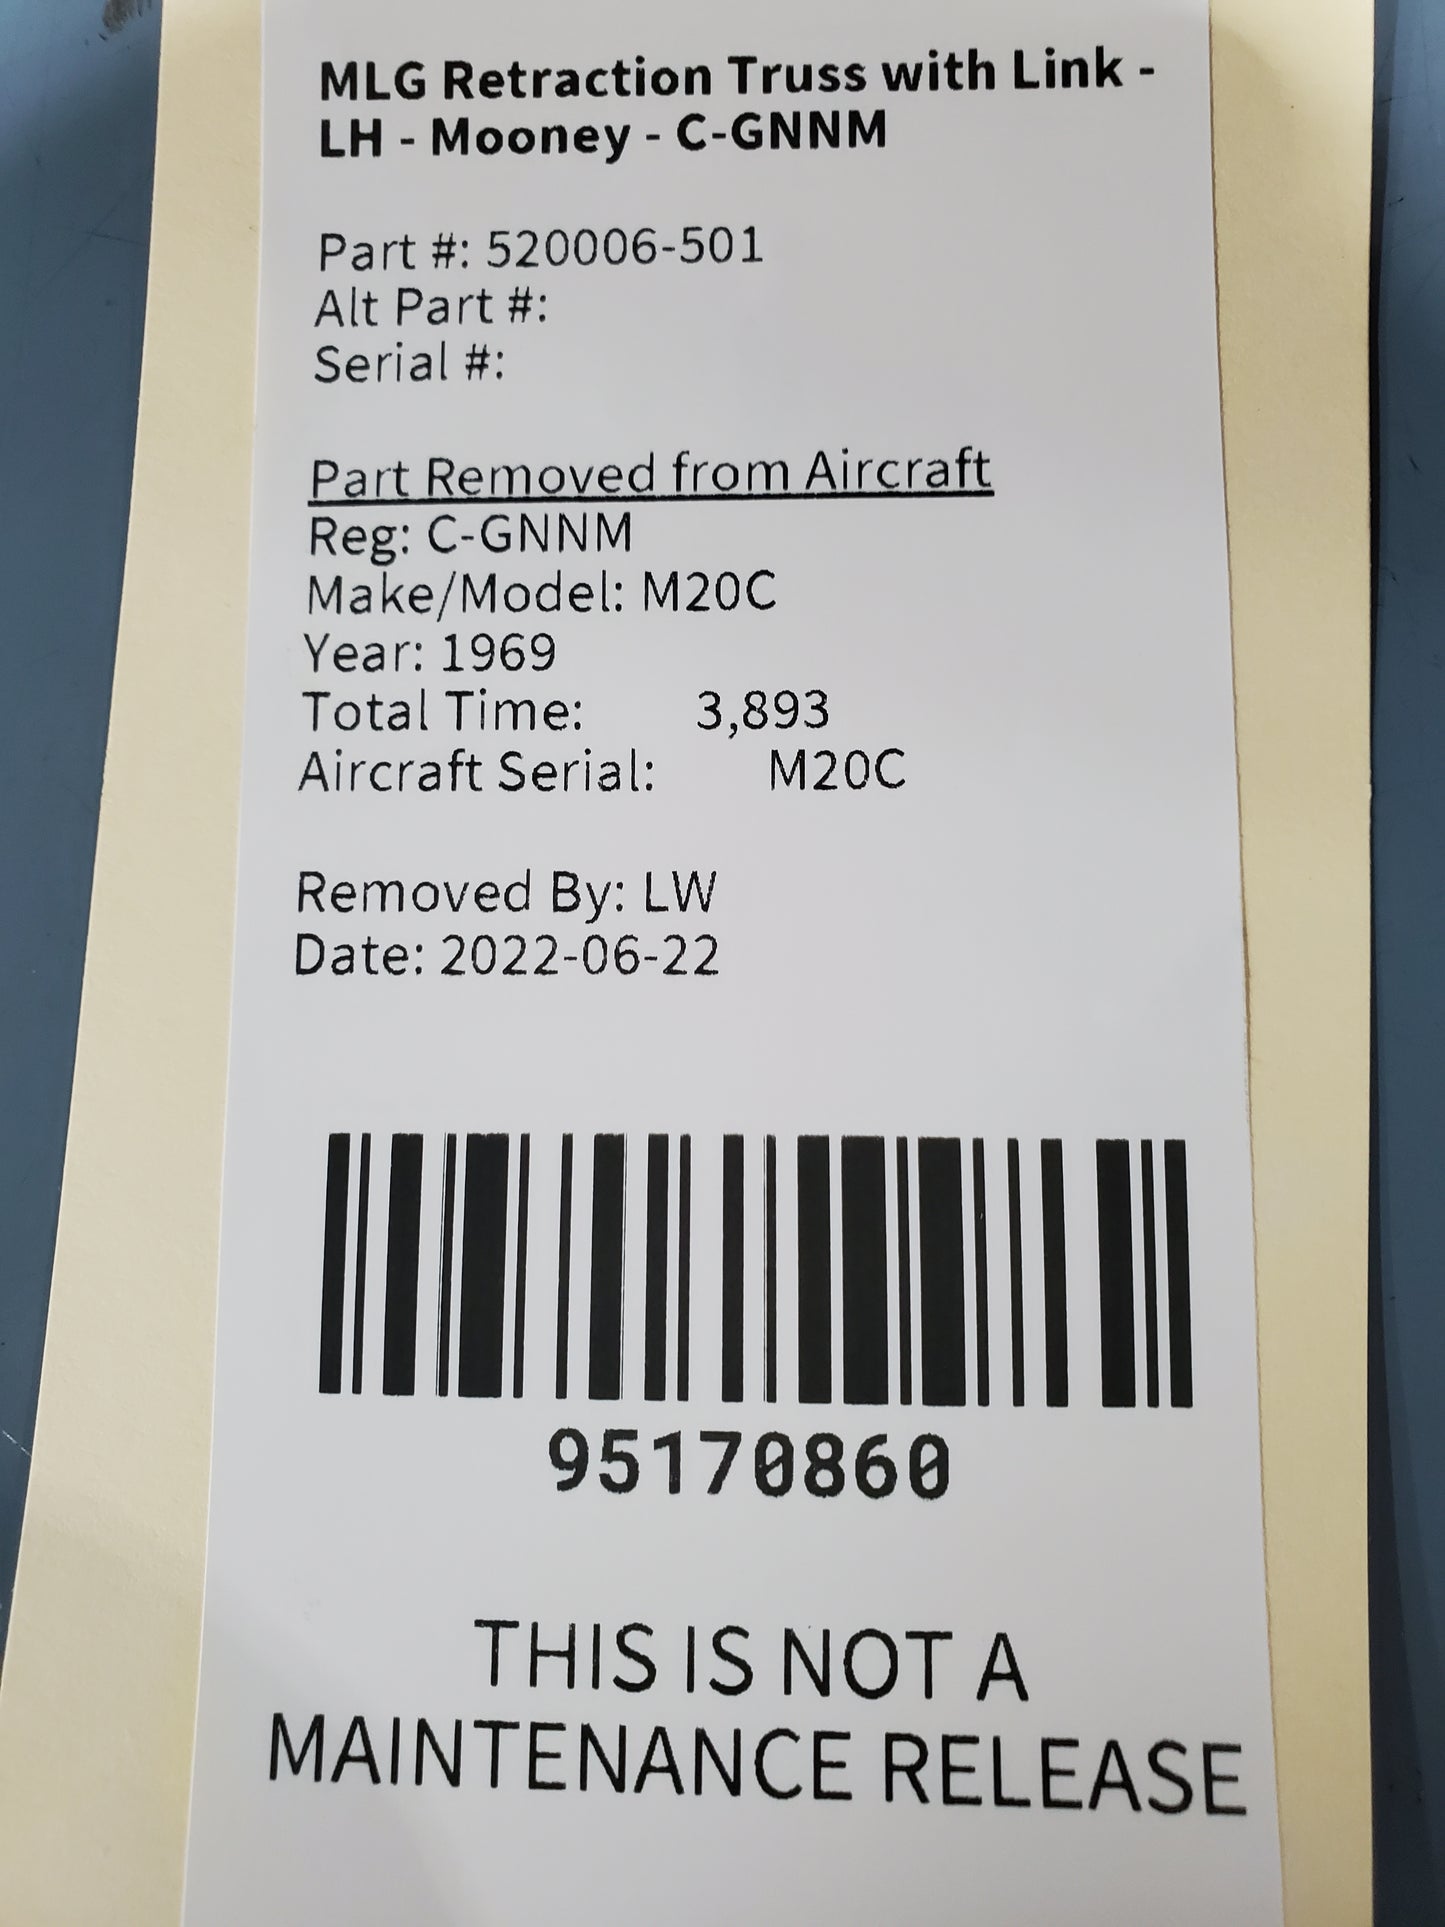 MLG Retraction Truss with Link -
LH - Mooney - C-GNNM
Part #: 520006-501
Alt Part #:
Serial #:
Part Removed from Aircraft
Reg: C-GNNM
Make/Model: M20C
Year: 1969
Total Time: 3,893
Aircraft Serial: M20C
Removed By: LW
Date: 2022-06-22
95170860
THIS IS NOT A
MAINTENANCE RELEASE